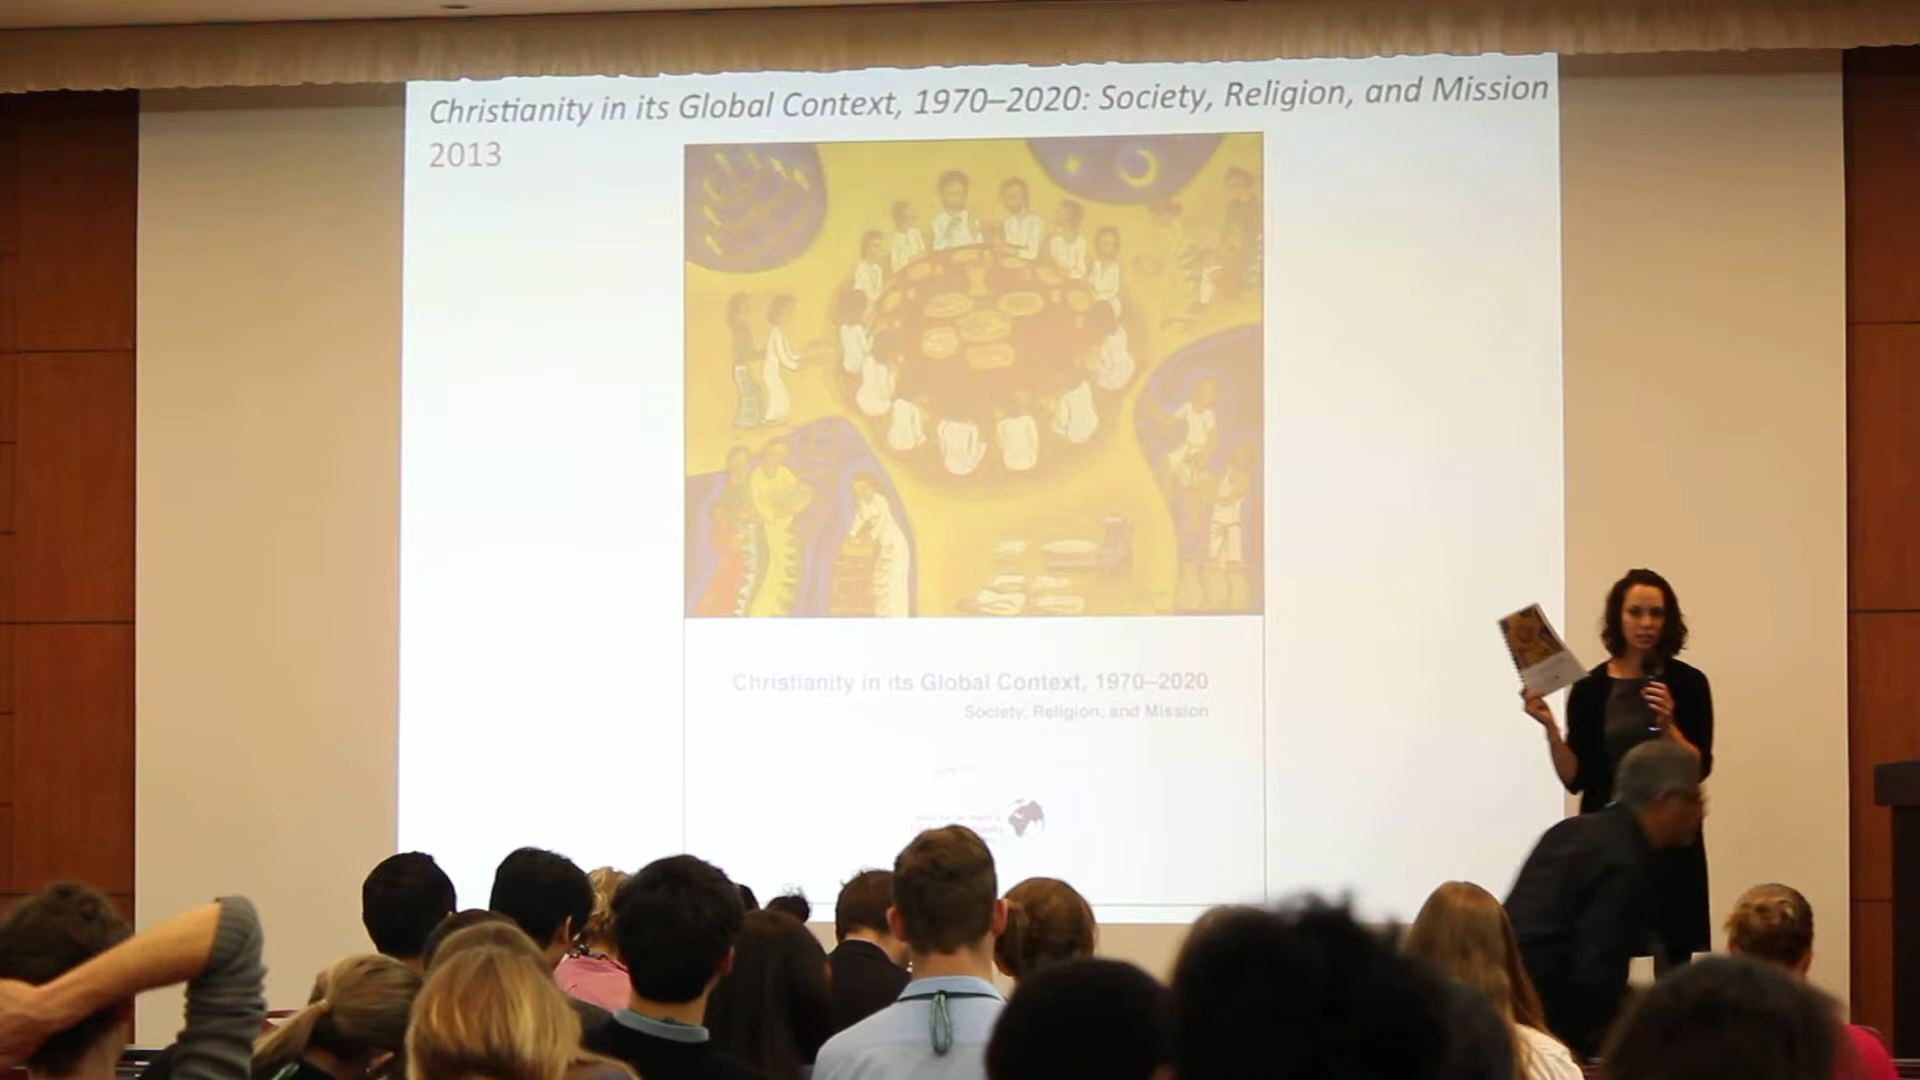 Christianity in its Global Context, 1970–2020: Society, Religion, and Mission
2013
Christianity in its Global Context, 1970–2020
Society, Religion, and Mission